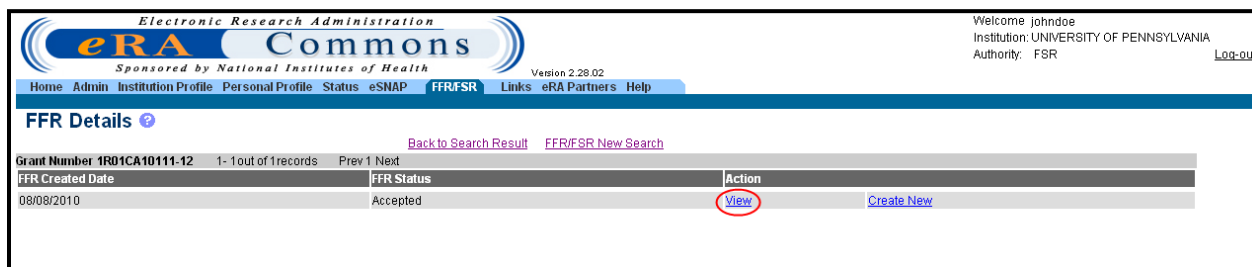 Electronic Research Administration
eRA Commons
Sponsored by National Institutes of Health
Version 2.28.02
Welcome johndoe
Institution: UNIVERSITY OF PENNSYLVANIA
Authority: FSR Log-ou
Home Admin Institution Profile Personal Profile Status eSNAP FFR/FSR Links eRA Partners Help
FFR Details ?
Back to Search Result FFR/FSR New Search
Grant Number 1R01CA10111-12 1- 1 out of 1 records Prev 1 Next
FFR Created Date FFR Status Action
08/08/2010 Accepted View Create New